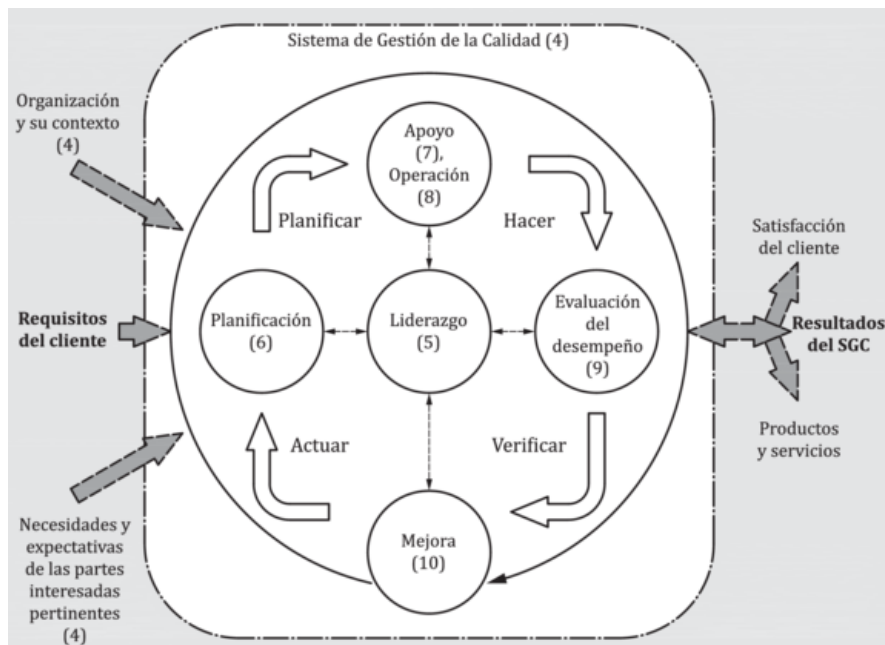 Sistema de Gestión de la Calidad (4)
Organización
y su contexto
(4)
Apoyo
(7),
Operación
(8)
Planificar
Hacer
Satisfacción
del cliente
Requisitos
del cliente
Planificación
(6)
Liderazgo
(5)
Evaluación
del
desempeño
(9)
Resultados
del SGC
Actuar
Verificar
Productos
y servicios
Necesidades y
expectativas
de las partes
interesadas
pertinentes
(4)
Mejora
(10)